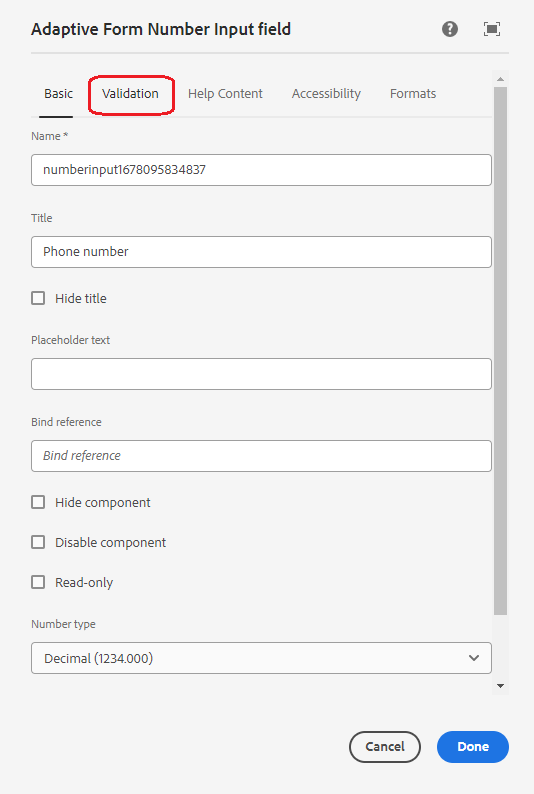 Adaptive Form Number Input field
Basic Validation Help Content Accessibility Formats
Name *
numberinput1678095834837
Title
Phone number
Hide title
Placeholder text
Bind reference
Bind reference
Hide component
Disable component
Read-only
Number type
Decimal (1234.000)
Cancel Done